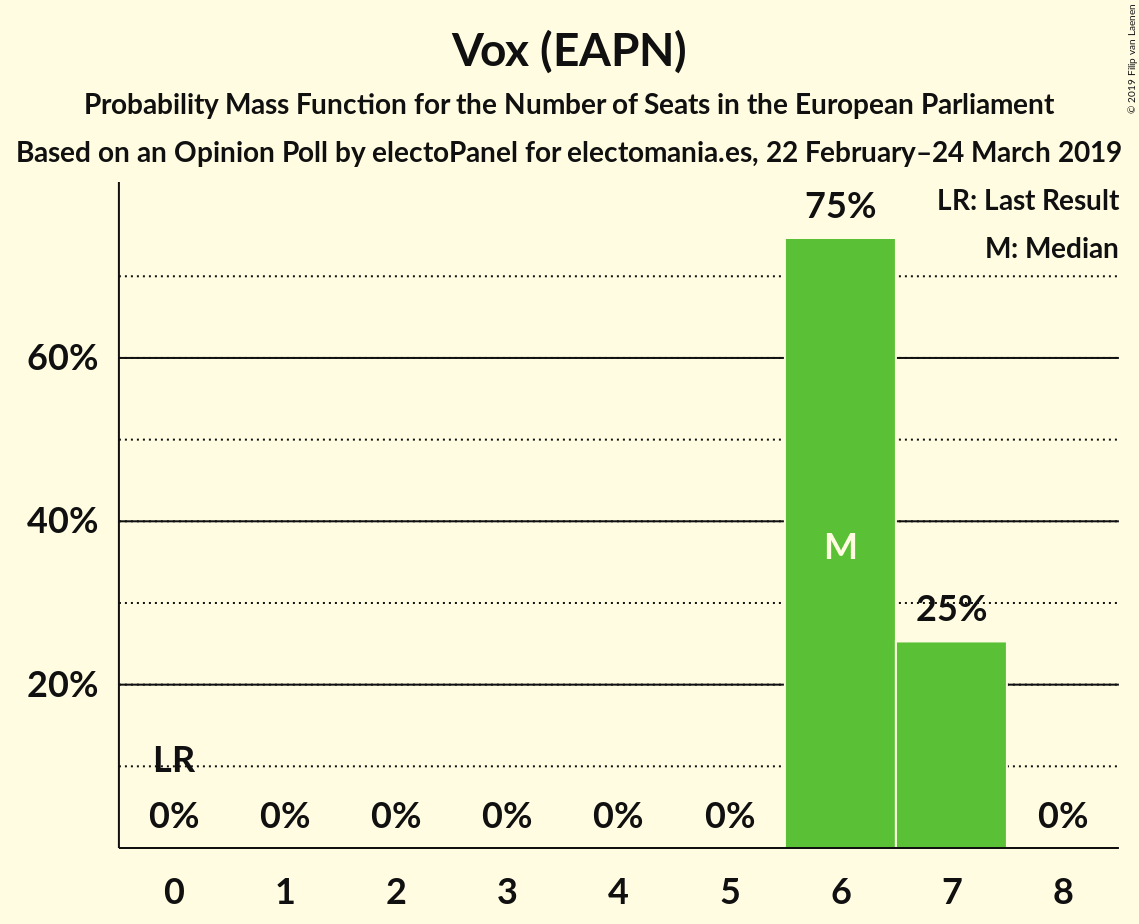 Vox (EAPN)
Probability Mass Function for the Number of Seats in the European Parliament
Based on an Opinion Poll by electoPanel for electomania.es, 22 February–24 March 2019
© 2019 Filip van Laenen
LR: Last Result
M: Median
75%
60%
40%
M
25%
20%
LR
0% 0% 0% 0% 0% 0% 0%
0 1 2 3 4 5 6 7 8